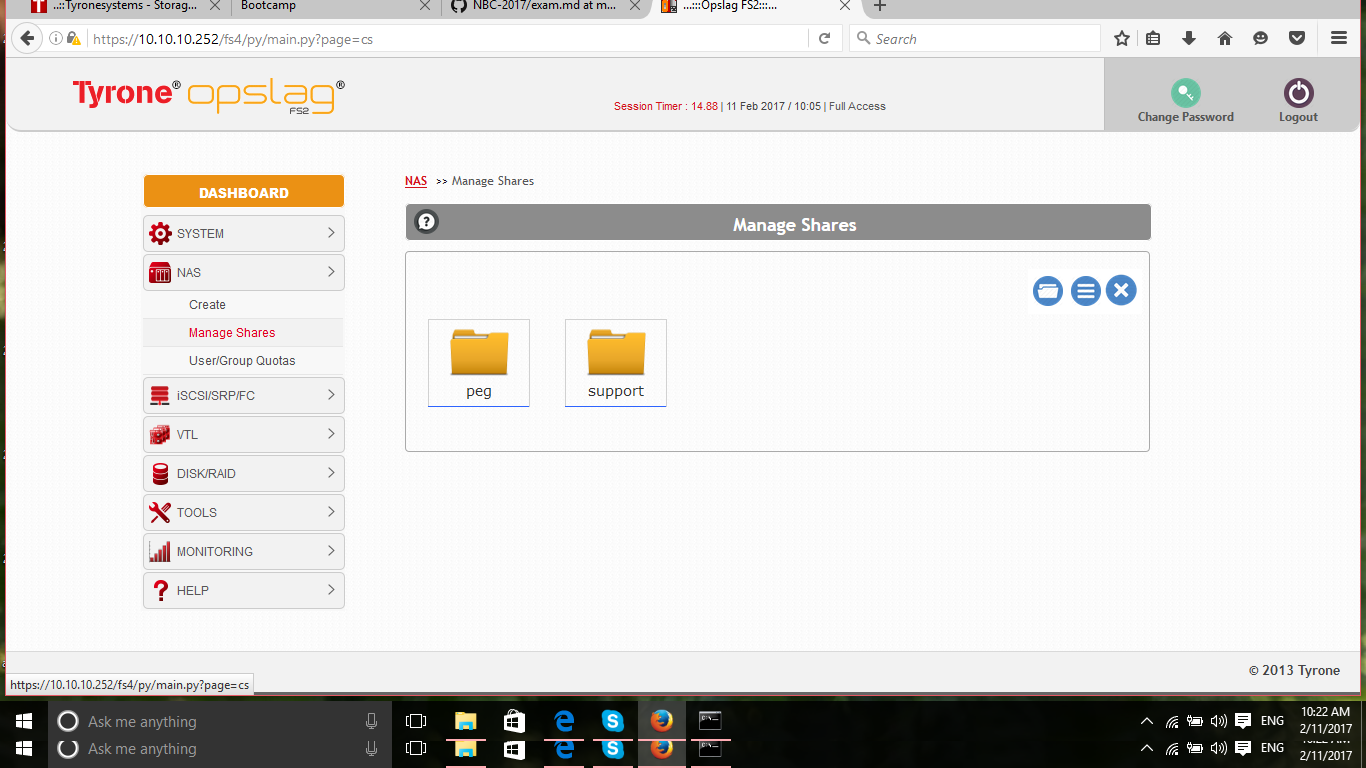 ..::Tyronesystems - Storag... Bootcamp NBC-2017/exam.md at m... ...:::Opslag FS2:::...
https://10.10.10.252/fs4/py/main.py?page=cs Search
Tyrone® opslag® FS2
Session Timer : 14.88 | 11 Feb 2017 / 10:05 | Full Access
Change Password Logout
DASHBOARD
SYSTEM
NAS
Create
Manage Shares
User/Group Quotas
iSCSI/SRP/FC
VTL
DISK/RAID
TOOLS
MONITORING
HELP
NAS >> Manage Shares
? Manage Shares
peg support
© 2013 Tyrone
https://10.10.10.252/fs4/py/main.py?page=cs
Ask me anything ENG 10:22 AM
2/11/2017
Ask me anything ENG
2/11/2017